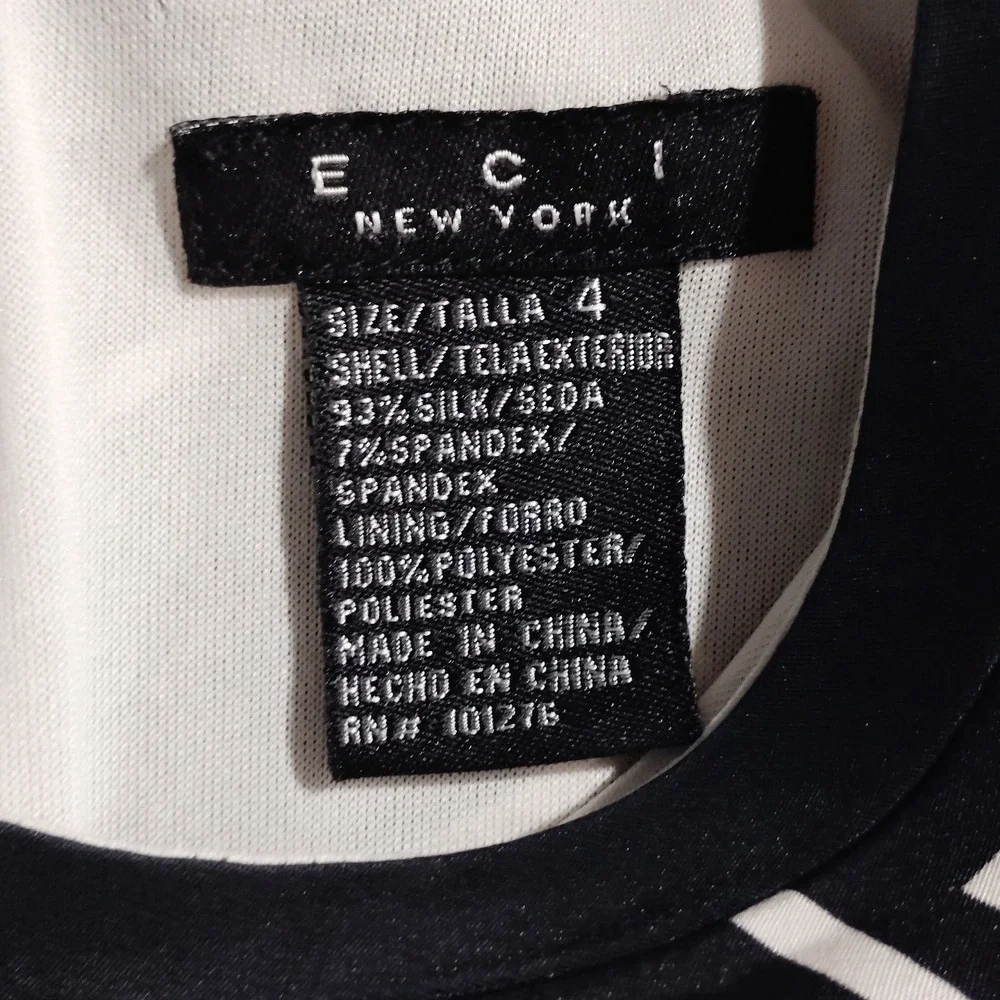 E C I
NEW YORK
SIZE/TALLA 4
SHELL/TELA EXTERIOR
93% SILK/SEDA
7% SPANDEX/
SPANDEX
LINING/FORRO
100% POLYESTER/
POLIESTER
MADE IN CHINA/
HECHO EN CHINA
RN# 101276